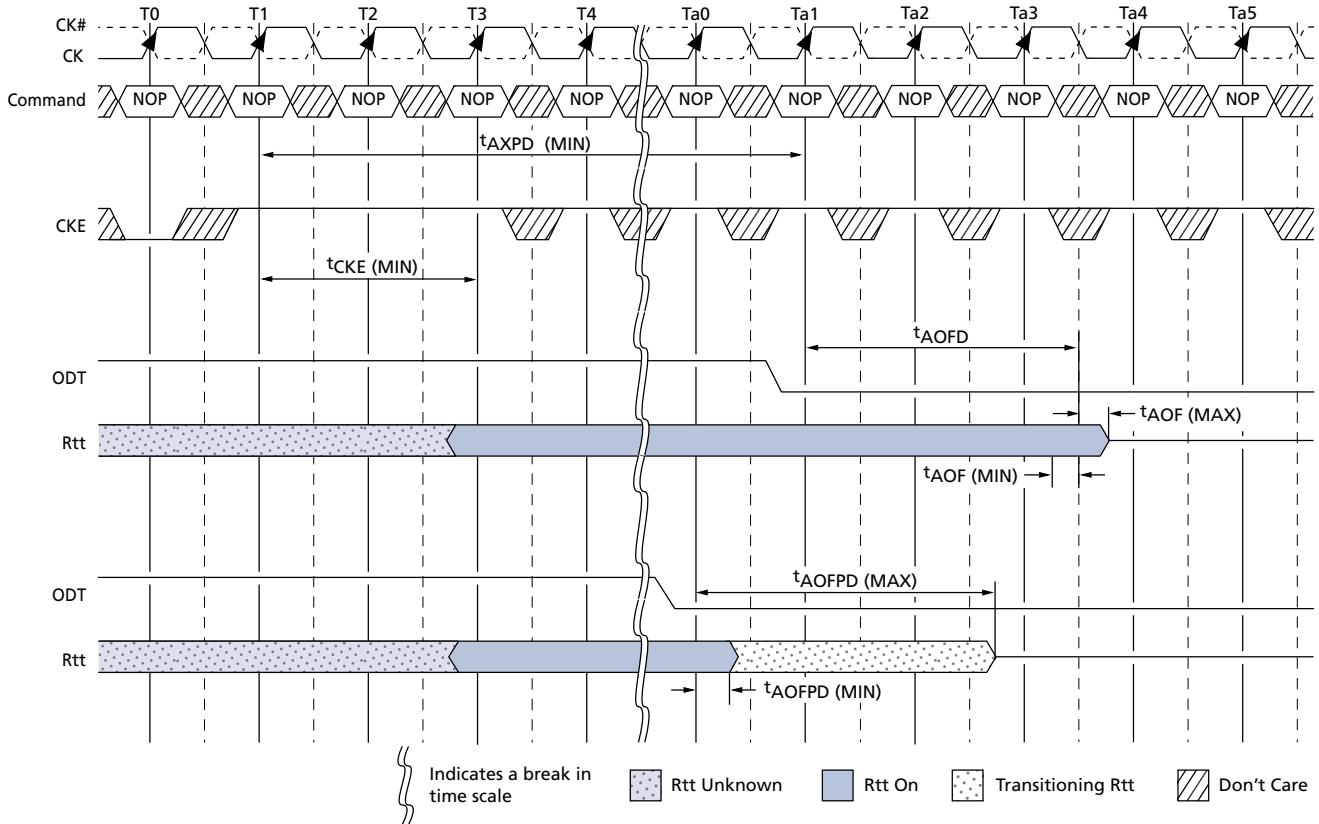 T0 T1 T2 T3 T4 Ta0 Ta1 Ta2 Ta3 Ta4 Ta5
CK#
CK
Command NOP NOP NOP NOP NOP NOP NOP NOP NOP NOP NOP
tAXPD (MIN)
CKE
tCKE (MIN)
tAOFD
ODT
tAOF (MAX)
Rtt
tAOF (MIN)
tAOFPD (MAX)
ODT
Rtt
tAOFPD (MIN)
Indicates a break in
time scale
Rtt Unknown
Rtt On
Transitioning Rtt
Don't Care